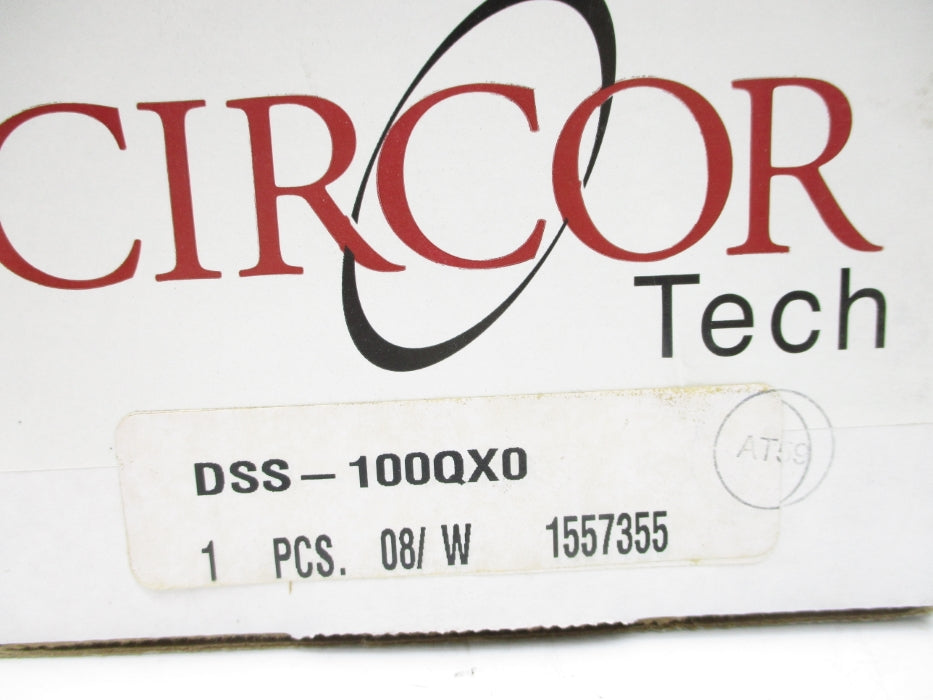 CIRCOR
Tech
DSS-100QX0
1 PCS. 08/ W 1557355
AT59